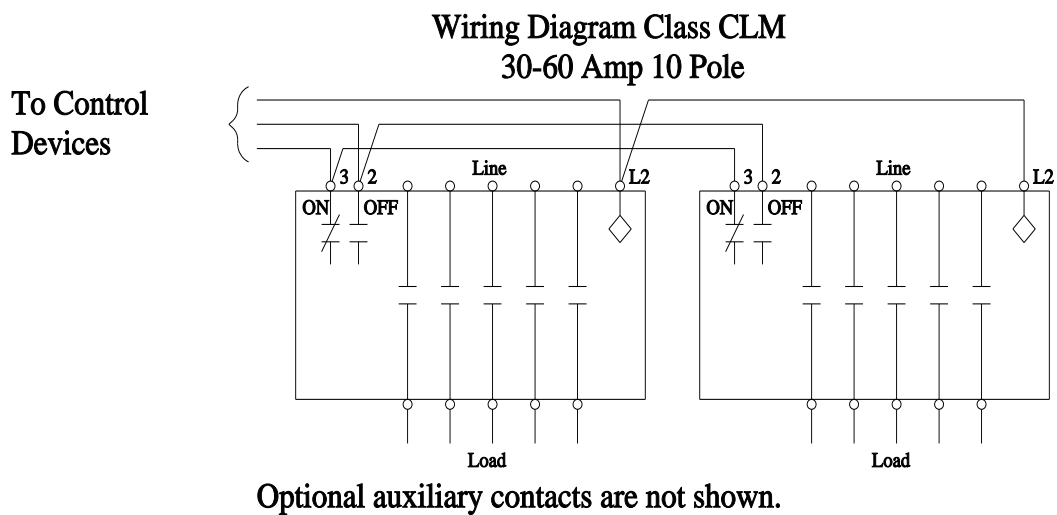 Wiring Diagram Class CLM
30-60 Amp 10 Pole
To Control
Devices
3 2 Line L2
ON OFF
3 2 Line L2
ON OFF
Load
Load
Optional auxiliary contacts are not shown.